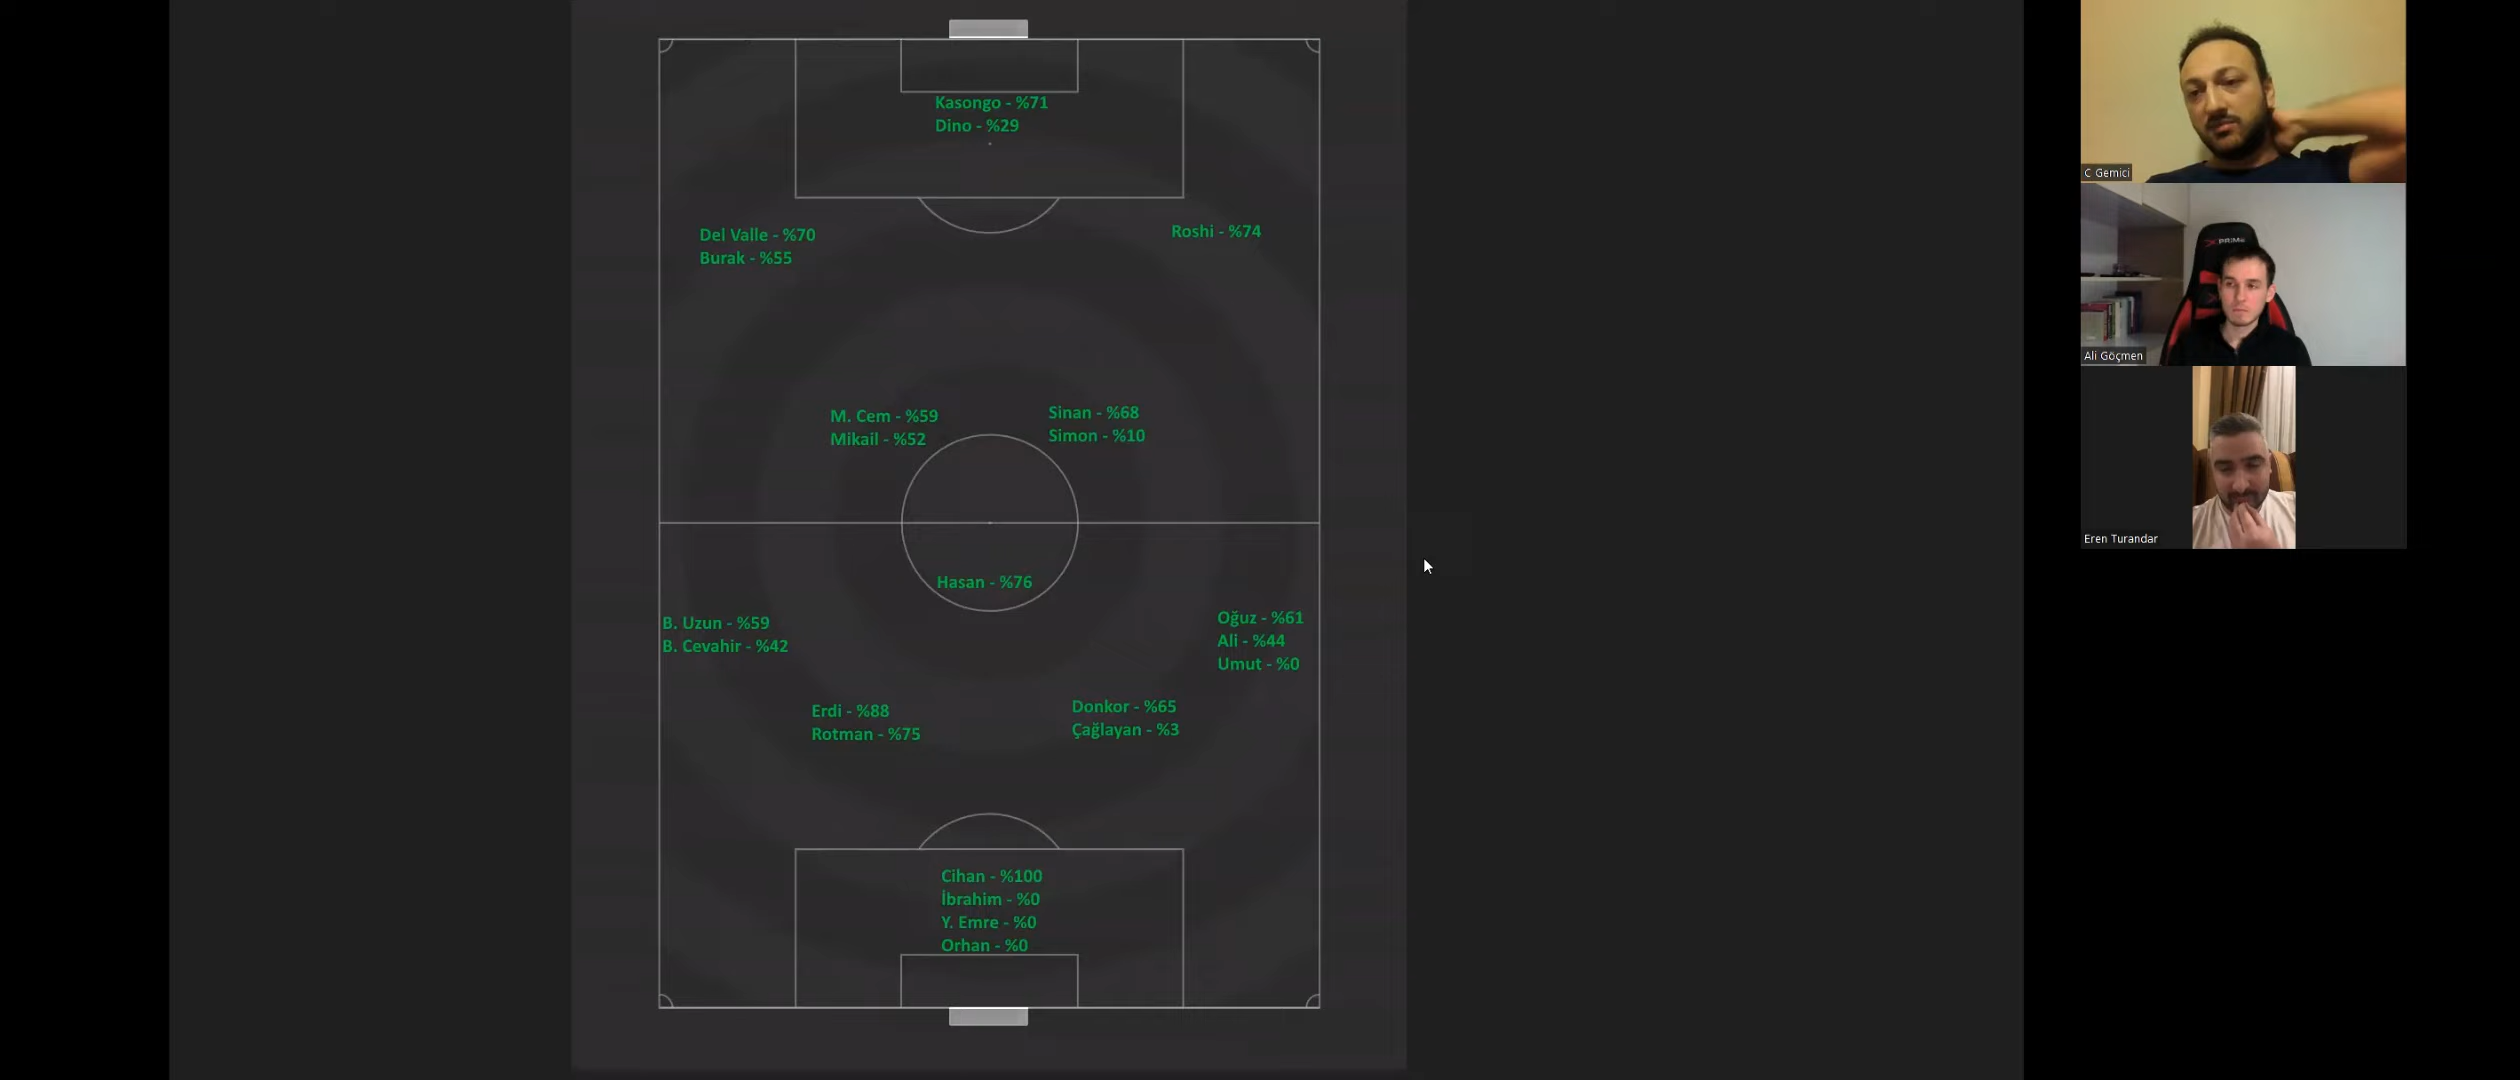 Kasongo - %71
Dino - %29
Del Valle - %70
Burak - %55
Roshi - %74
M. Cem - %59
Mikail - %52
Sinan - %68
Simon - %10
Hasan - %76
B. Uzun - %59
B. Cevahir - %42
Oğuz - %61
Ali - %44
Umut - %0
Erdi - %88
Rotman - %75
Donkor - %65
Çağlayan - %3
Cihan - %100
İbrahim - %0
Y. Emre - %0
Orhan - %0
C Gemici
XPRIME
Ali Göçmen
Eren Turandar